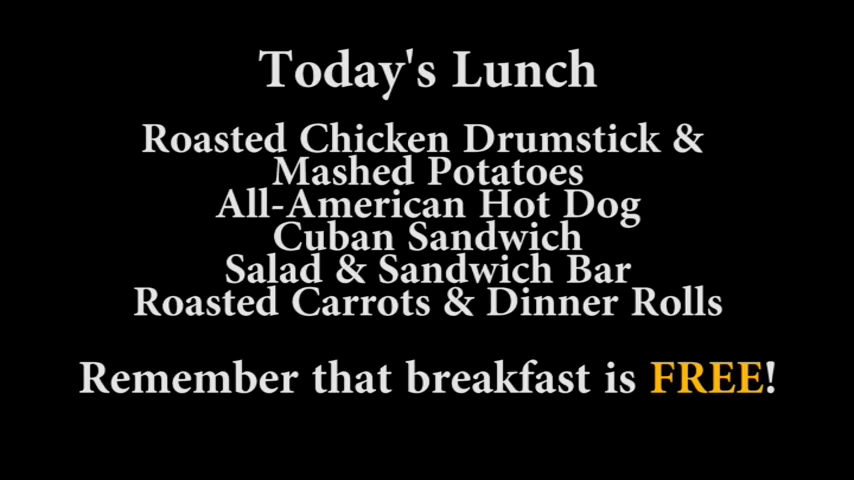 Today's Lunch
Roasted Chicken Drumstick &
Mashed Potatoes
All-American Hot Dog
Cuban Sandwich
Salad & Sandwich Bar
Roasted Carrots & Dinner Rolls
Remember that breakfast is FREE!